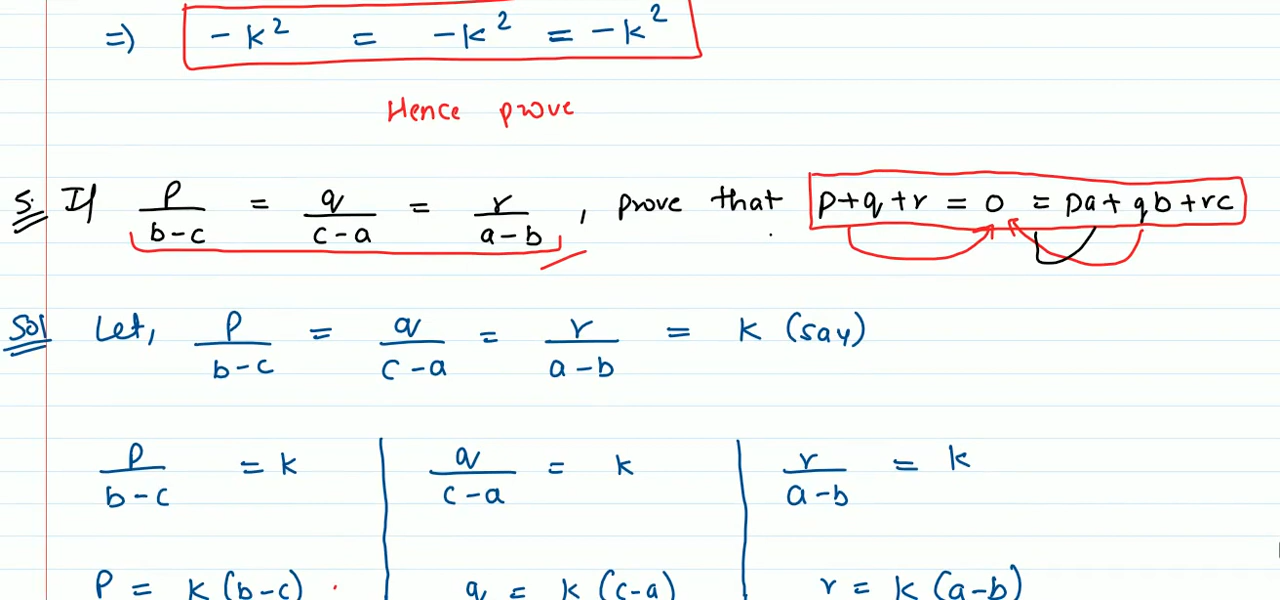 =) -k² = -k² = -k²
Hence prove
5. If p/(b-c) = q/(c-a) = r/(a-b), prove that p+q+r = 0 = pa+qb+rc
Sol Let, p/(b-c) = q/(c-a) = r/(a-b) = k (say)
p/(b-c) = k | q/(c-a) = k | r/(a-b) = k
P = k(b-c) q = k(c-a) r = k(a-b)